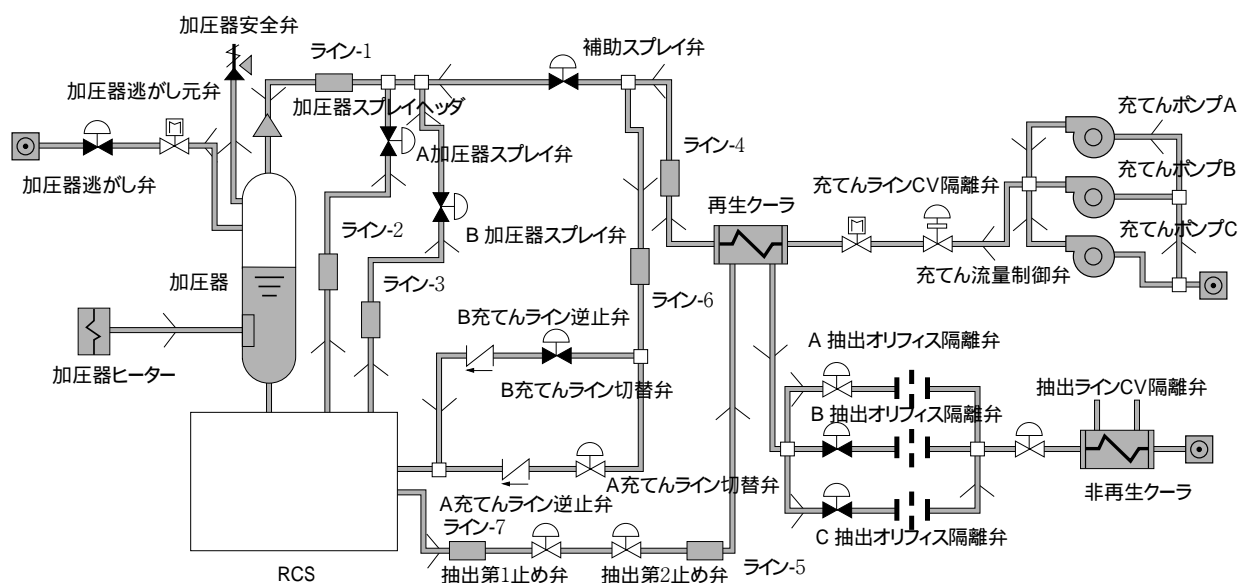 加圧器安全弁
ライン-1
補助スプレイ弁
加圧器逃がし元弁
加圧器スプレイヘッダ
充てんポンプA
A加圧器スプレイ弁
ライン-4
加圧器逃がし弁
充てんラインCV隔離弁
充てんポンプB
再生クーラ
ライン-2
B 加圧器スプレイ弁
充てんポンプC
加圧器
ライン-3
充てん流量制御弁
ライン-6
B充てんライン逆止弁
A 抽出オリフィス隔離弁
加圧器ヒーター
B充てんライン切替弁
抽出ラインCV隔離弁
B 抽出オリフィス隔離弁
A充てんライン切替弁
A充てんライン逆止弁
非再生クーラ
ライン-7
C 抽出オリフィス隔離弁
RCS
抽出第1止め弁
抽出第2止め弁
ライン-5
M
M